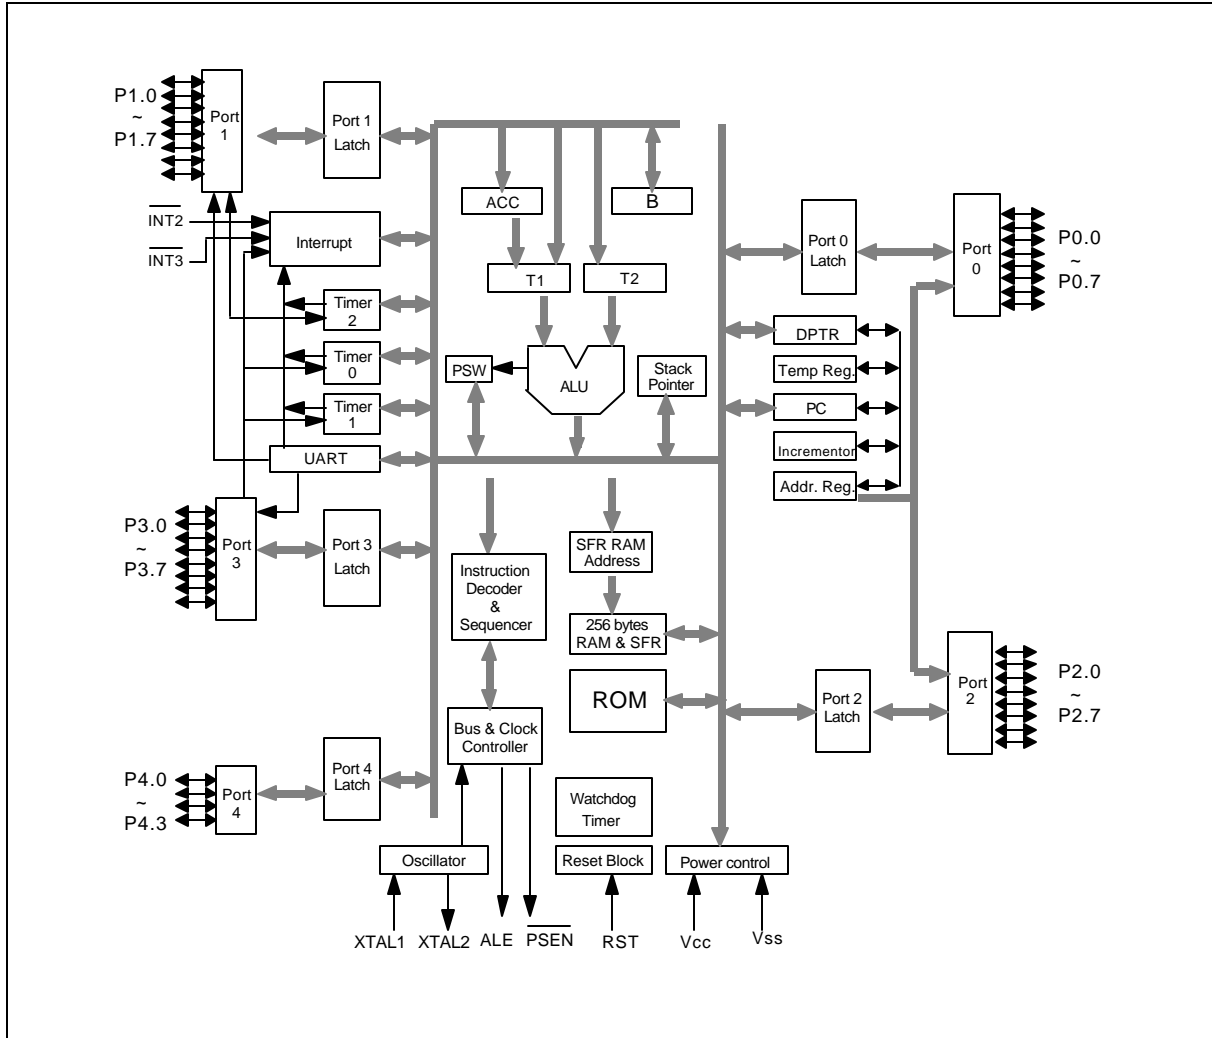 P1.0
~
P1.7
Port
1
Port 1
Latch
INT2
INT3
Interrupt
Timer
2
Timer
0
Timer
1
UART
P3.0
~
P3.7
Port
3
Port 3
Latch
P4.0
~
P4.3
Port
4
Port 4
Latch
ACC
B
T1
T2
PSW
ALU
Stack
Pointer
Instruction
Decoder
&
Sequencer
SFR RAM
Address
256 bytes
RAM & SFR
ROM
Bus & Clock
Controller
Watchdog
Timer
Oscillator
Reset Block
Power control
XTAL1
XTAL2
ALE
PSEN
RST
Vcc
Vss
Port 0
Latch
Port
0
P0.0
~
P0.7
DPTR
Temp Reg.
PC
Incrementor
Addr. Reg.
Port 2
Latch
Port
2
P2.0
~
P2.7